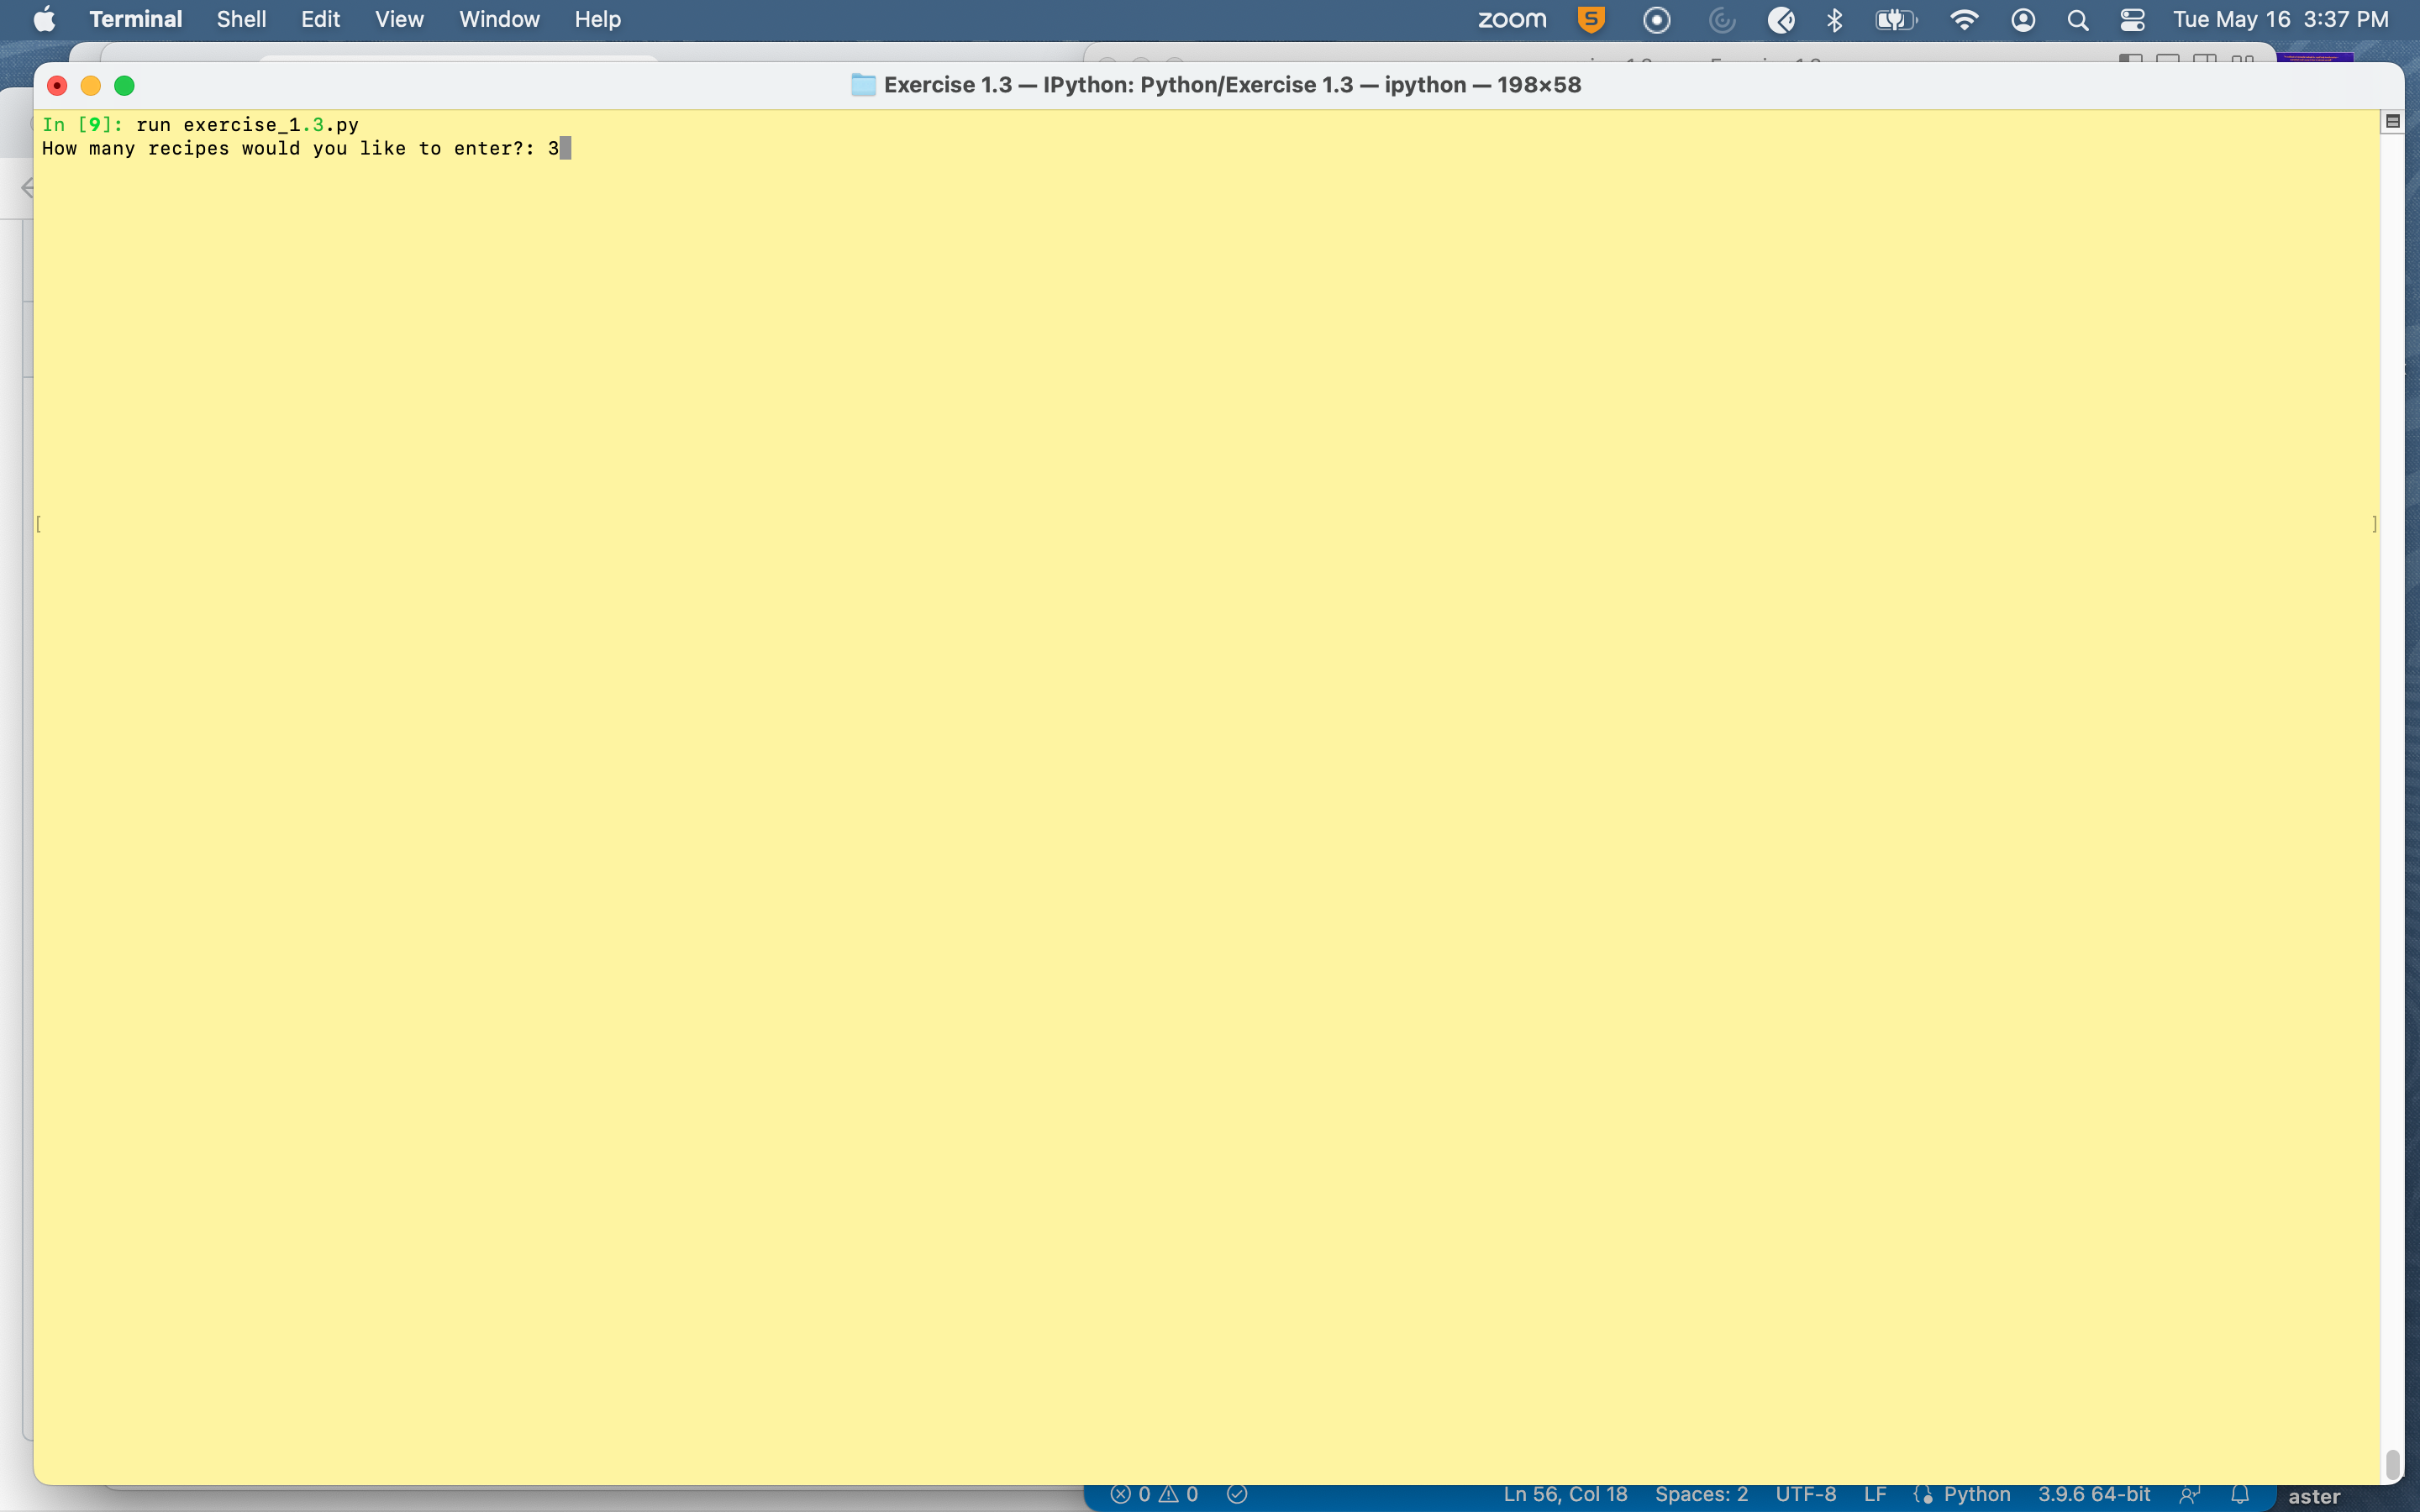 Terminal Shell Edit View Window Help zoom S Tue May 16 3:37 PM
Exercise 1.3 — IPython: Python/Exercise 1.3 — ipython — 198×58
In [9]: run exercise_1.3.py
How many recipes would you like to enter?: 3
[ ]
0 0 Ln 56, Col 18 Spaces: 2 UTF-8 LF Python 3.9.6 64-bit aster